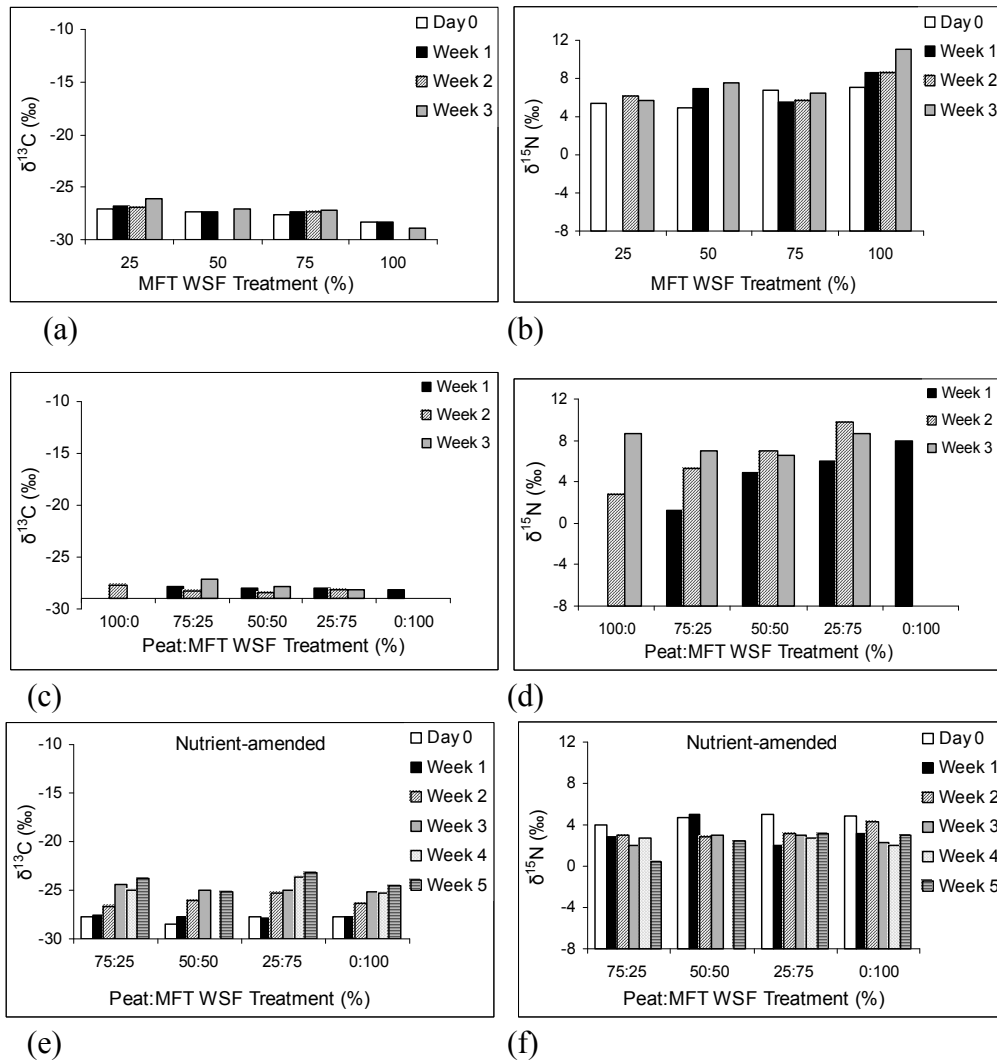 -10
-15
-20
-25
-30
δ13C (‰)
25 50 75 100
MFT WSF Treatment (%)
Day 0
Week 1
Week 2
Week 3
(a)
12
8
4
0
-4
-8
δ15N (‰)
25 50 75 100
MFT WSF Treatment (%)
Day 0
Week 1
Week 2
Week 3
(b)
-10
-15
-20
-25
-30
δ13C (‰)
100:0 75:25 50:50 25:75 0:100
Peat:MFT WSF Treatment (%)
Week 1
Week 2
Week 3
(c)
12
8
4
0
-4
-8
δ15N (‰)
100:0 75:25 50:50 25:75 0:100
Peat:MFT WSF Treatment (%)
Week 1
Week 2
Week 3
(d)
Nutrient-amended
-10
-15
-20
-25
-30
δ13C (‰)
75:25 50:50 25:75 0:100
Peat:MFT WSF Treatment (%)
Day 0
Week 1
Week 2
Week 3
Week 4
Week 5
(e)
Nutrient-amended
12
8
4
0
-4
-8
δ15N (‰)
75:25 50:50 25:75 0:100
Peat:MFT WSF Treatment (%)
Day 0
Week 1
Week 2
Week 3
Week 4
Week 5
(f)